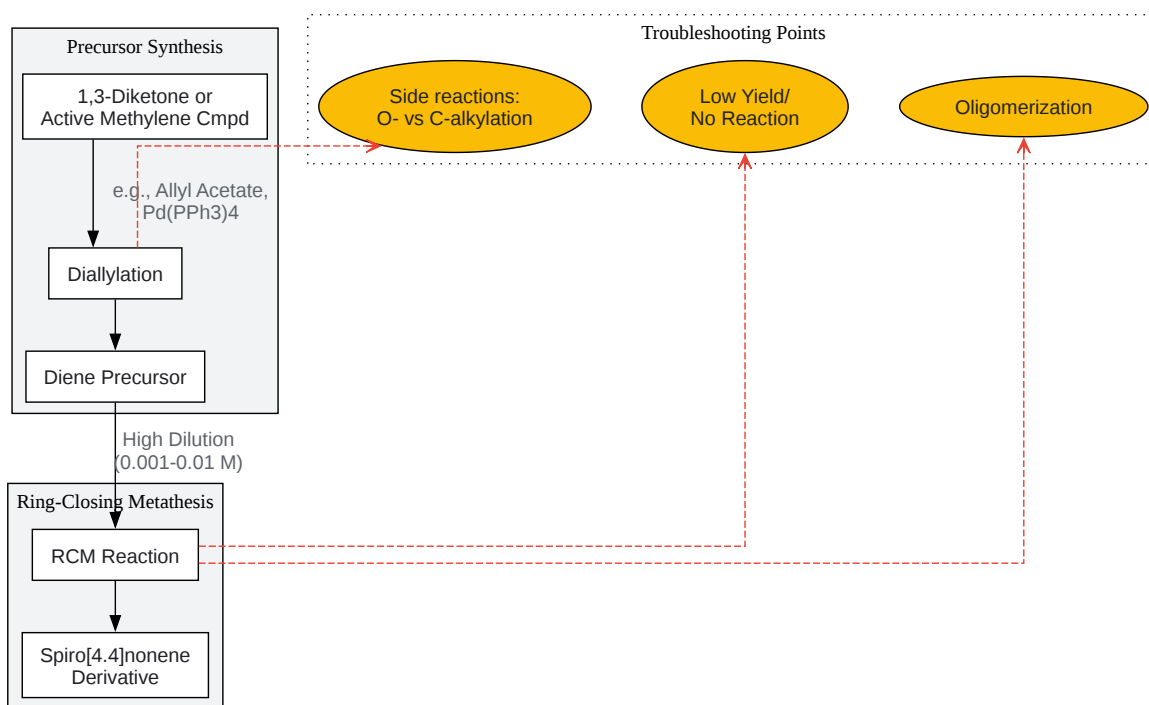 Precursor Synthesis
1,3-Diketone or
Active Methylene Cmpd
e.g., Allyl Acetate,
Pd(PPh3)4
Diallylation
Diene Precursor
High Dilution
(0.001-0.01 M)
Ring-Closing Metathesis
RCM Reaction
Spiro[4.4]nonene
Derivative
Troubleshooting Points
Side reactions:
O- vs C-alkylation
Low Yield/
No Reaction
Oligomerization